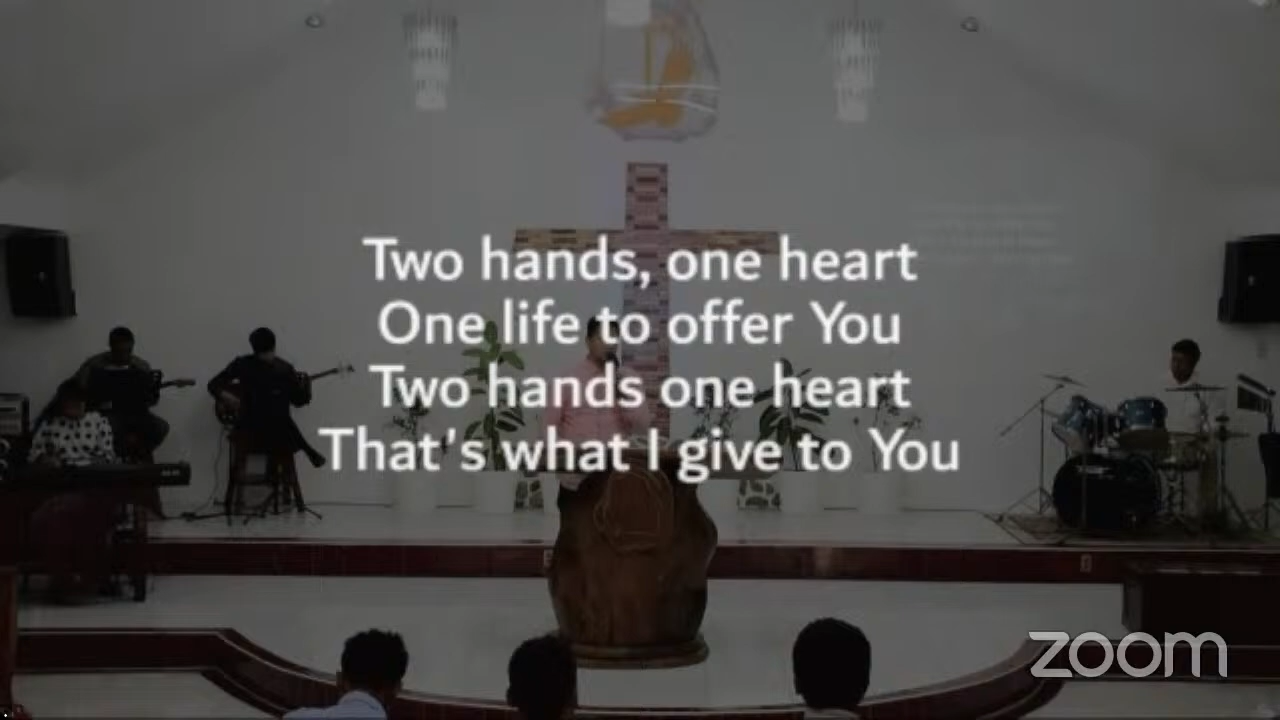 Two hands, one heart
One life to offer You
Two hands one heart
That's what I give to You
zoom